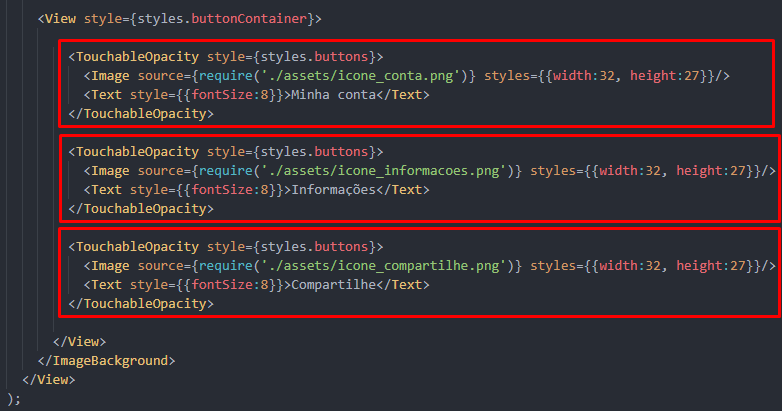 <View style={styles.buttonContainer}>
<TouchableOpacity style={styles.buttons}>
<Image source={require('./assets/icone_conta.png')} styles={{width:32, height:27}}/>
<Text style={{fontSize:8}}>Minha conta</Text>
</TouchableOpacity>
<TouchableOpacity style={styles.buttons}>
<Image source={require('./assets/icone_informacoes.png')} styles={{width:32, height:27}}/>
<Text style={{fontSize:8}}>Informações</Text>
</TouchableOpacity>
<TouchableOpacity style={styles.buttons}>
<Image source={require('./assets/icone_compartilhe.png')} styles={{width:32, height:27}}/>
<Text style={{fontSize:8}}>Compartilhe</Text>
</TouchableOpacity>
</View>
</ImageBackground>
</View>
);